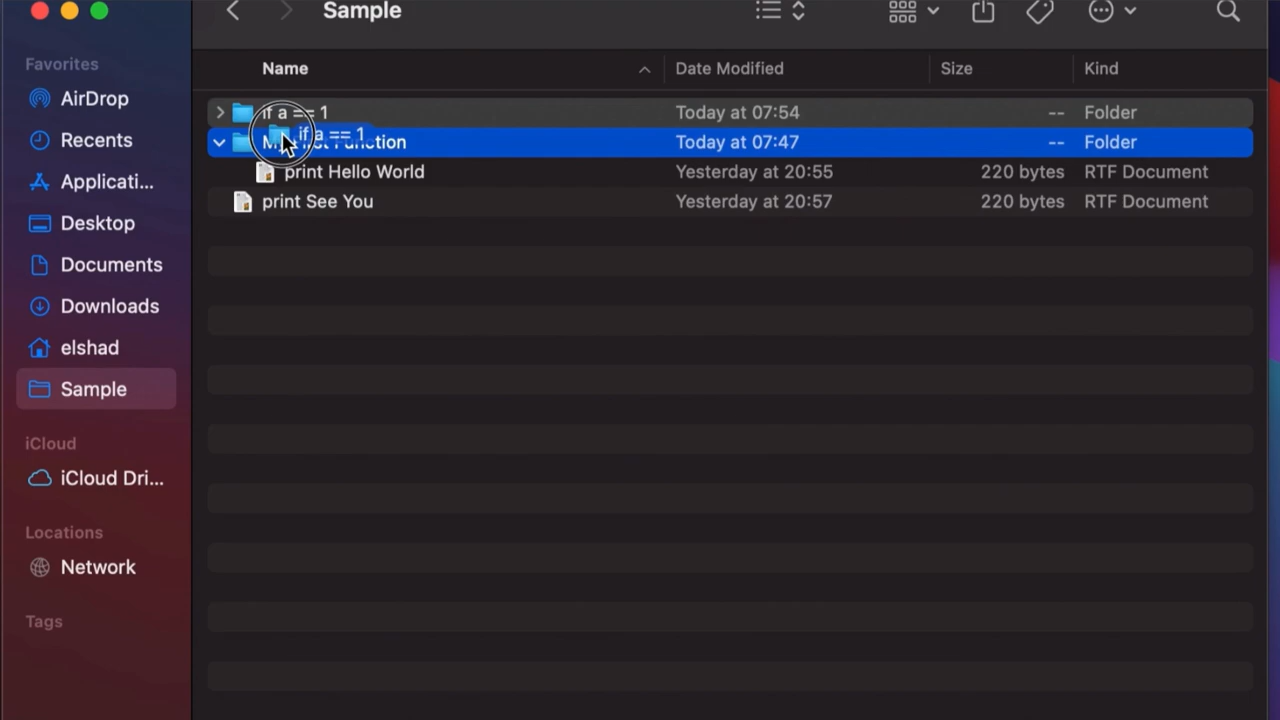 Sample
Favorites
AirDrop
Recents
Applicati...
Desktop
Documents
Downloads
elshad
Sample
iCloud
iCloud Dri...
Locations
Network
Tags
Name Date Modified Size Kind
if a == 1 Today at 07:54 -- Folder
if a == 1
Function Today at 07:47 -- Folder
print Hello World Yesterday at 20:55 220 bytes RTF Document
print See You Yesterday at 20:57 220 bytes RTF Document